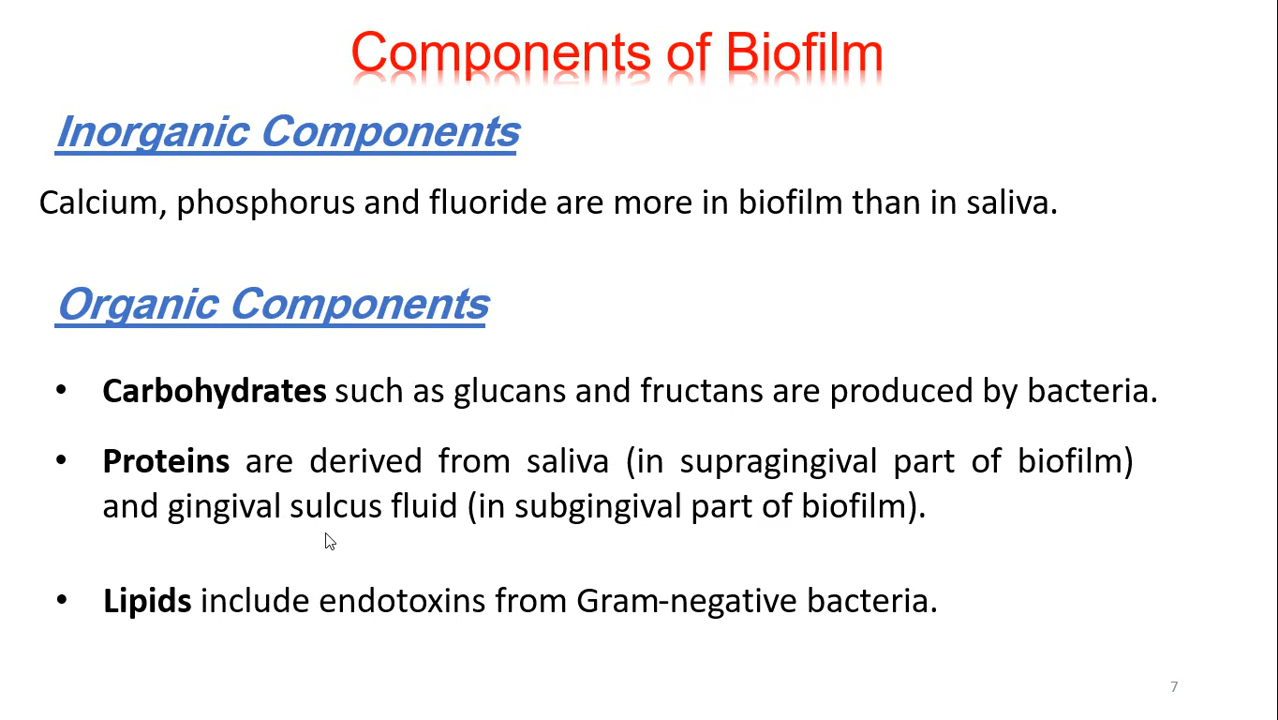 Components of Biofilm
Inorganic Components
Calcium, phosphorus and fluoride are more in biofilm than in saliva.
Organic Components
• Carbohydrates such as glucans and fructans are produced by bacteria.
• Proteins are derived from saliva (in supragingival part of biofilm)
and gingival sulcus fluid (in subgingival part of biofilm).
• Lipids include endotoxins from Gram-negative bacteria.
7